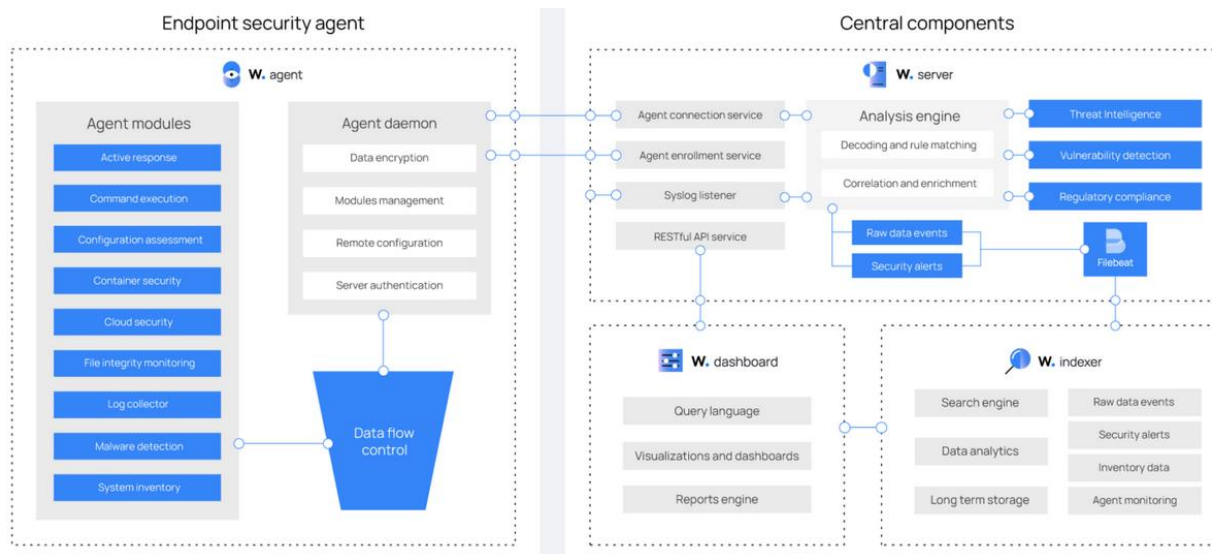 Endpoint security agent
W. agent
Agent modules
Active response
Command execution
Configuration assessment
Container security
Cloud security
File integrity monitoring
Log collector
Malware detection
System inventory
Agent daemon
Data encryption
Modules management
Remote configuration
Server authentication
Data flow
control
Central components
W. server
Agent connection service
Agent enrollment service
Syslog listener
RESTful API service
Analysis engine
Decoding and rule matching
Correlation and enrichment
Threat Intelligence
Vulnerability detection
Regulatory compliance
Raw data events
Security alerts
Filebeat
W. dashboard
Query language
Visualizations and dashboards
Reports engine
W. indexer
Search engine
Data analytics
Long term storage
Raw data events
Security alerts
Inventory data
Agent monitoring